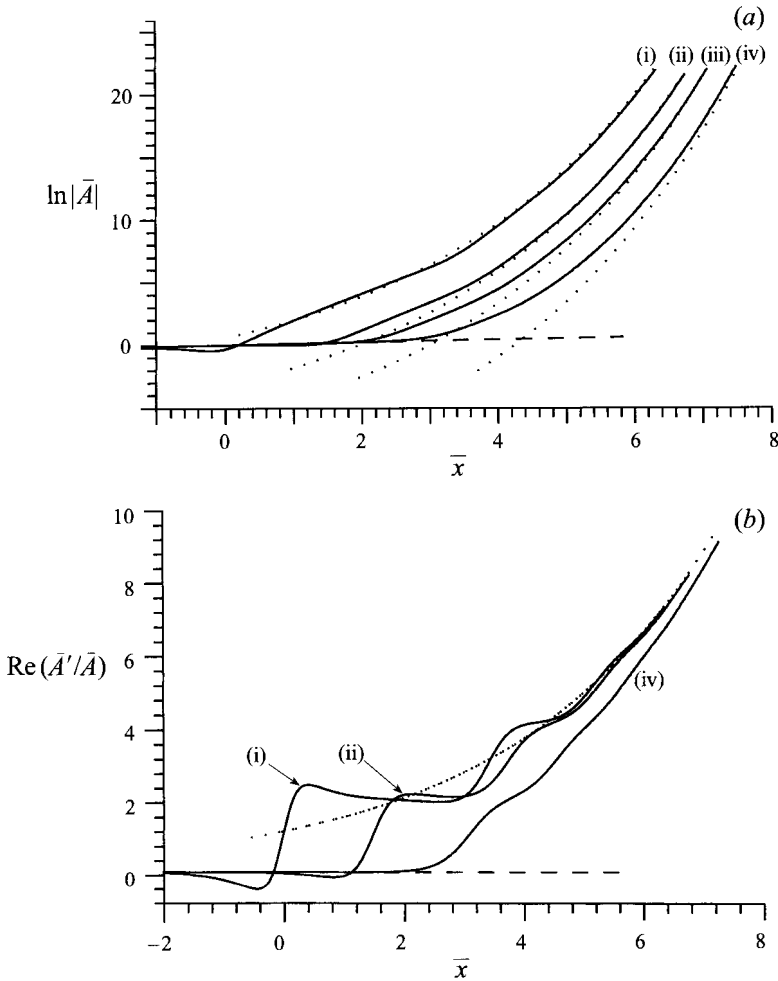 (a)
(i) (ii) (iii) (iv)
20
10
0
ln|Ā|
0 2 4 6 8
x̄
(b)
10
8
6
4
2
0
Re(Ā′/Ā)
(i)
(ii)
(iv)
−2 0 2 4 6 8
x̄